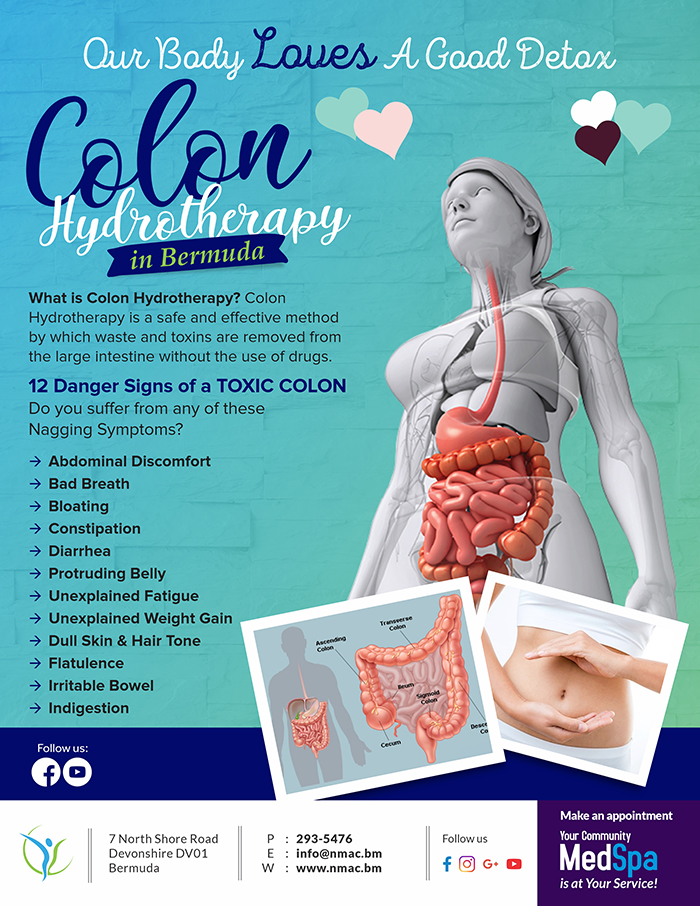 Our Body Loves A Good Detox
Colon
Hydrotherapy
in Bermuda
What is Colon Hydrotherapy? Colon
Hydrotherapy is a safe and effective method
by which waste and toxins are removed from
the large intestine without the use of drugs.
12 Danger Signs of a TOXIC COLON
Do you suffer from any of these
Nagging Symptoms?
→ Abdominal Discomfort
→ Bad Breath
→ Bloating
→ Constipation
→ Diarrhea
→ Protruding Belly
→ Unexplained Fatigue
→ Unexplained Weight Gain
→ Dull Skin & Hair Tone
→ Flatulence
→ Irritable Bowel
→ Indigestion
Ascending
Colon
Transverse
Colon
Ileum
Sigmoid
Colon
Cecum
Follow us:
7 North Shore Road
Devonshire DV01
Bermuda
P : 293-5476
E : info@nmac.bm
W : www.nmac.bm
Follow us
Make an appointment
Your Community
MedSpa
is at Your Service!